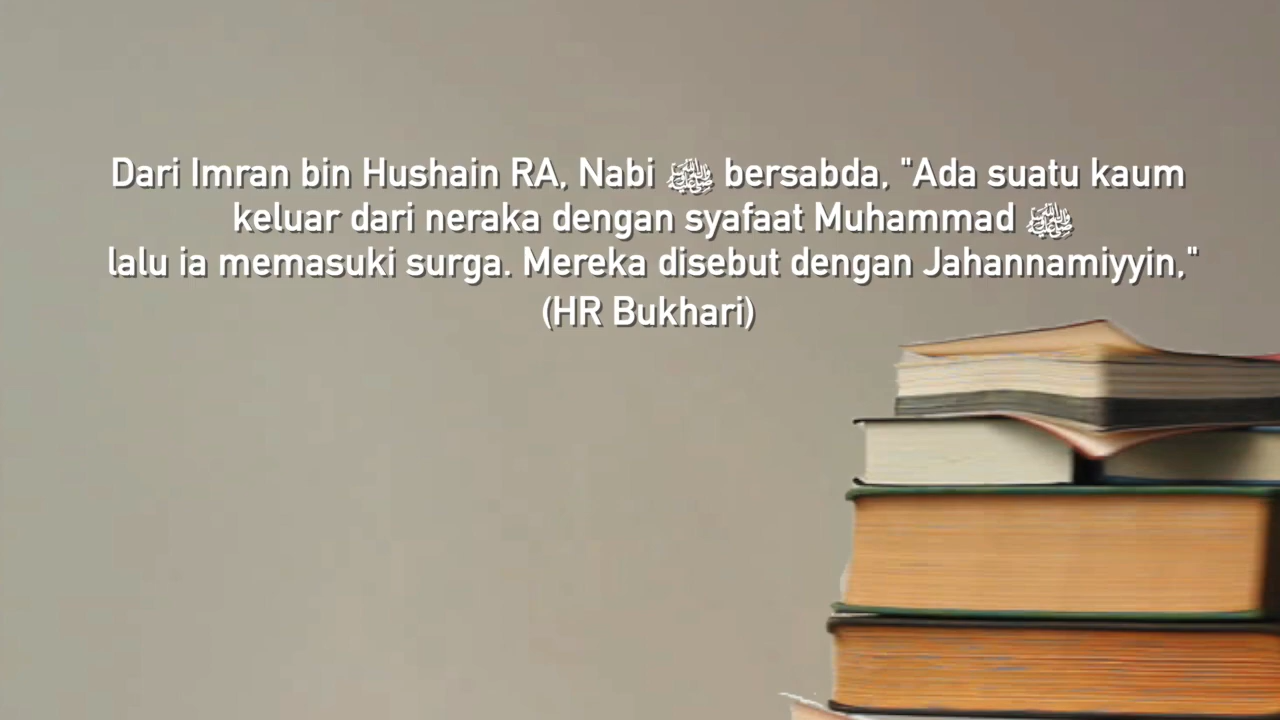 Dari Imran bin Hushain RA, Nabi ﷺ bersabda, "Ada suatu kaum
keluar dari neraka dengan syafaat Muhammad ﷺ
lalu ia memasuki surga. Mereka disebut dengan Jahannamiyyin,"
(HR Bukhari)